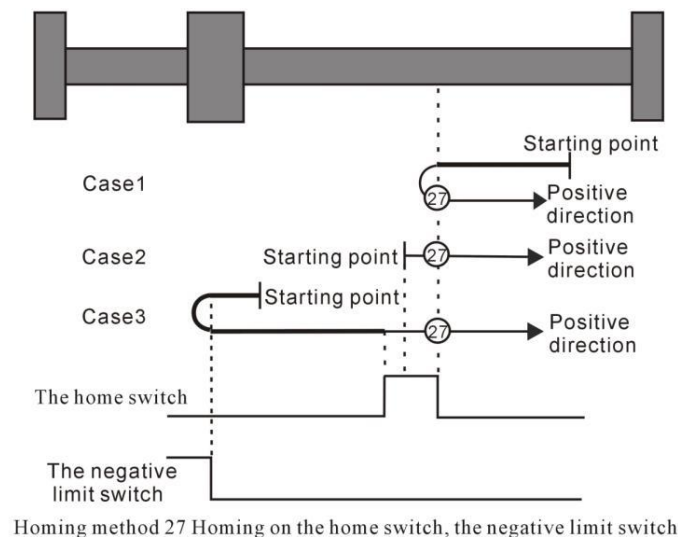 Starting point
Case1
27
Positive
direction
Case2
Starting point
27
Positive
direction
Starting point
Case3
27
Positive
direction
The home switch
The negative
limit switch
Homing method 27 Homing on the home switch, the negative limit switch